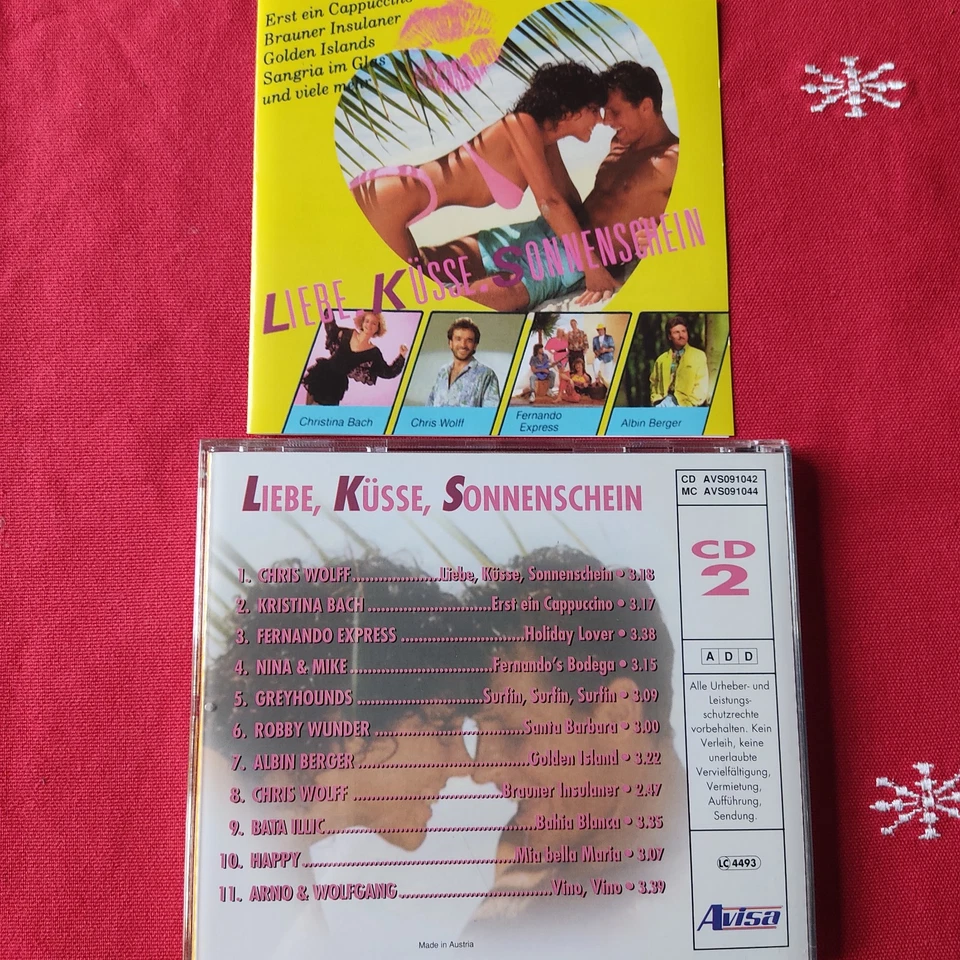 Erst ein Cappuccino
Brauner Insulaner
Golden Islands
Sangria im Glas
und viele mehr
LIEBE. KÜSSE. SONNENSCHEIN
Christina Bach
Chris Wolff
Fernando
Express
Albin Berger
LIEBE, KÜSSE, SONNENSCHEIN
1. CHRIS WOLFF....................Liebe, Küsse, Sonnenschein • 3.18
2. KRISTINA BACH............................Erst ein Cappuccino • 3.17
3. FERNANDO EXPRESS............................Holiday Lover • 3.38
4. NINA & MIKE................................Fernando's Bodega • 3.15
5. GREYHOUNDS............................Surfin, Surfin, Surfin • 3.09
6. ROBBY WUNDER..................................Santa Barbara • 3.00
7. ALBIN BERGER......................................Golden Island • 3.22
8. CHRIS WOLFF..................................Brauner Insulaner • 2.47
9. BATA ILLIC..............................................Bahia Blanca • 3.35
10. HAPPY................................................Mia bella Maria • 3.07
11. ARNO & WOLFGANG..................................Vino, Vino • 3.39
Made in Austria
CD AVS091042
MC AVS091044
CD
2
A D D
Alle Urheber- und
Leistungs-
schutzrechte
vorbehalten. Kein
Verleih, keine
unerlaubte
Vervielfältigung,
Vermietung,
Aufführung,
Sendung.
LC 4493
Avisa